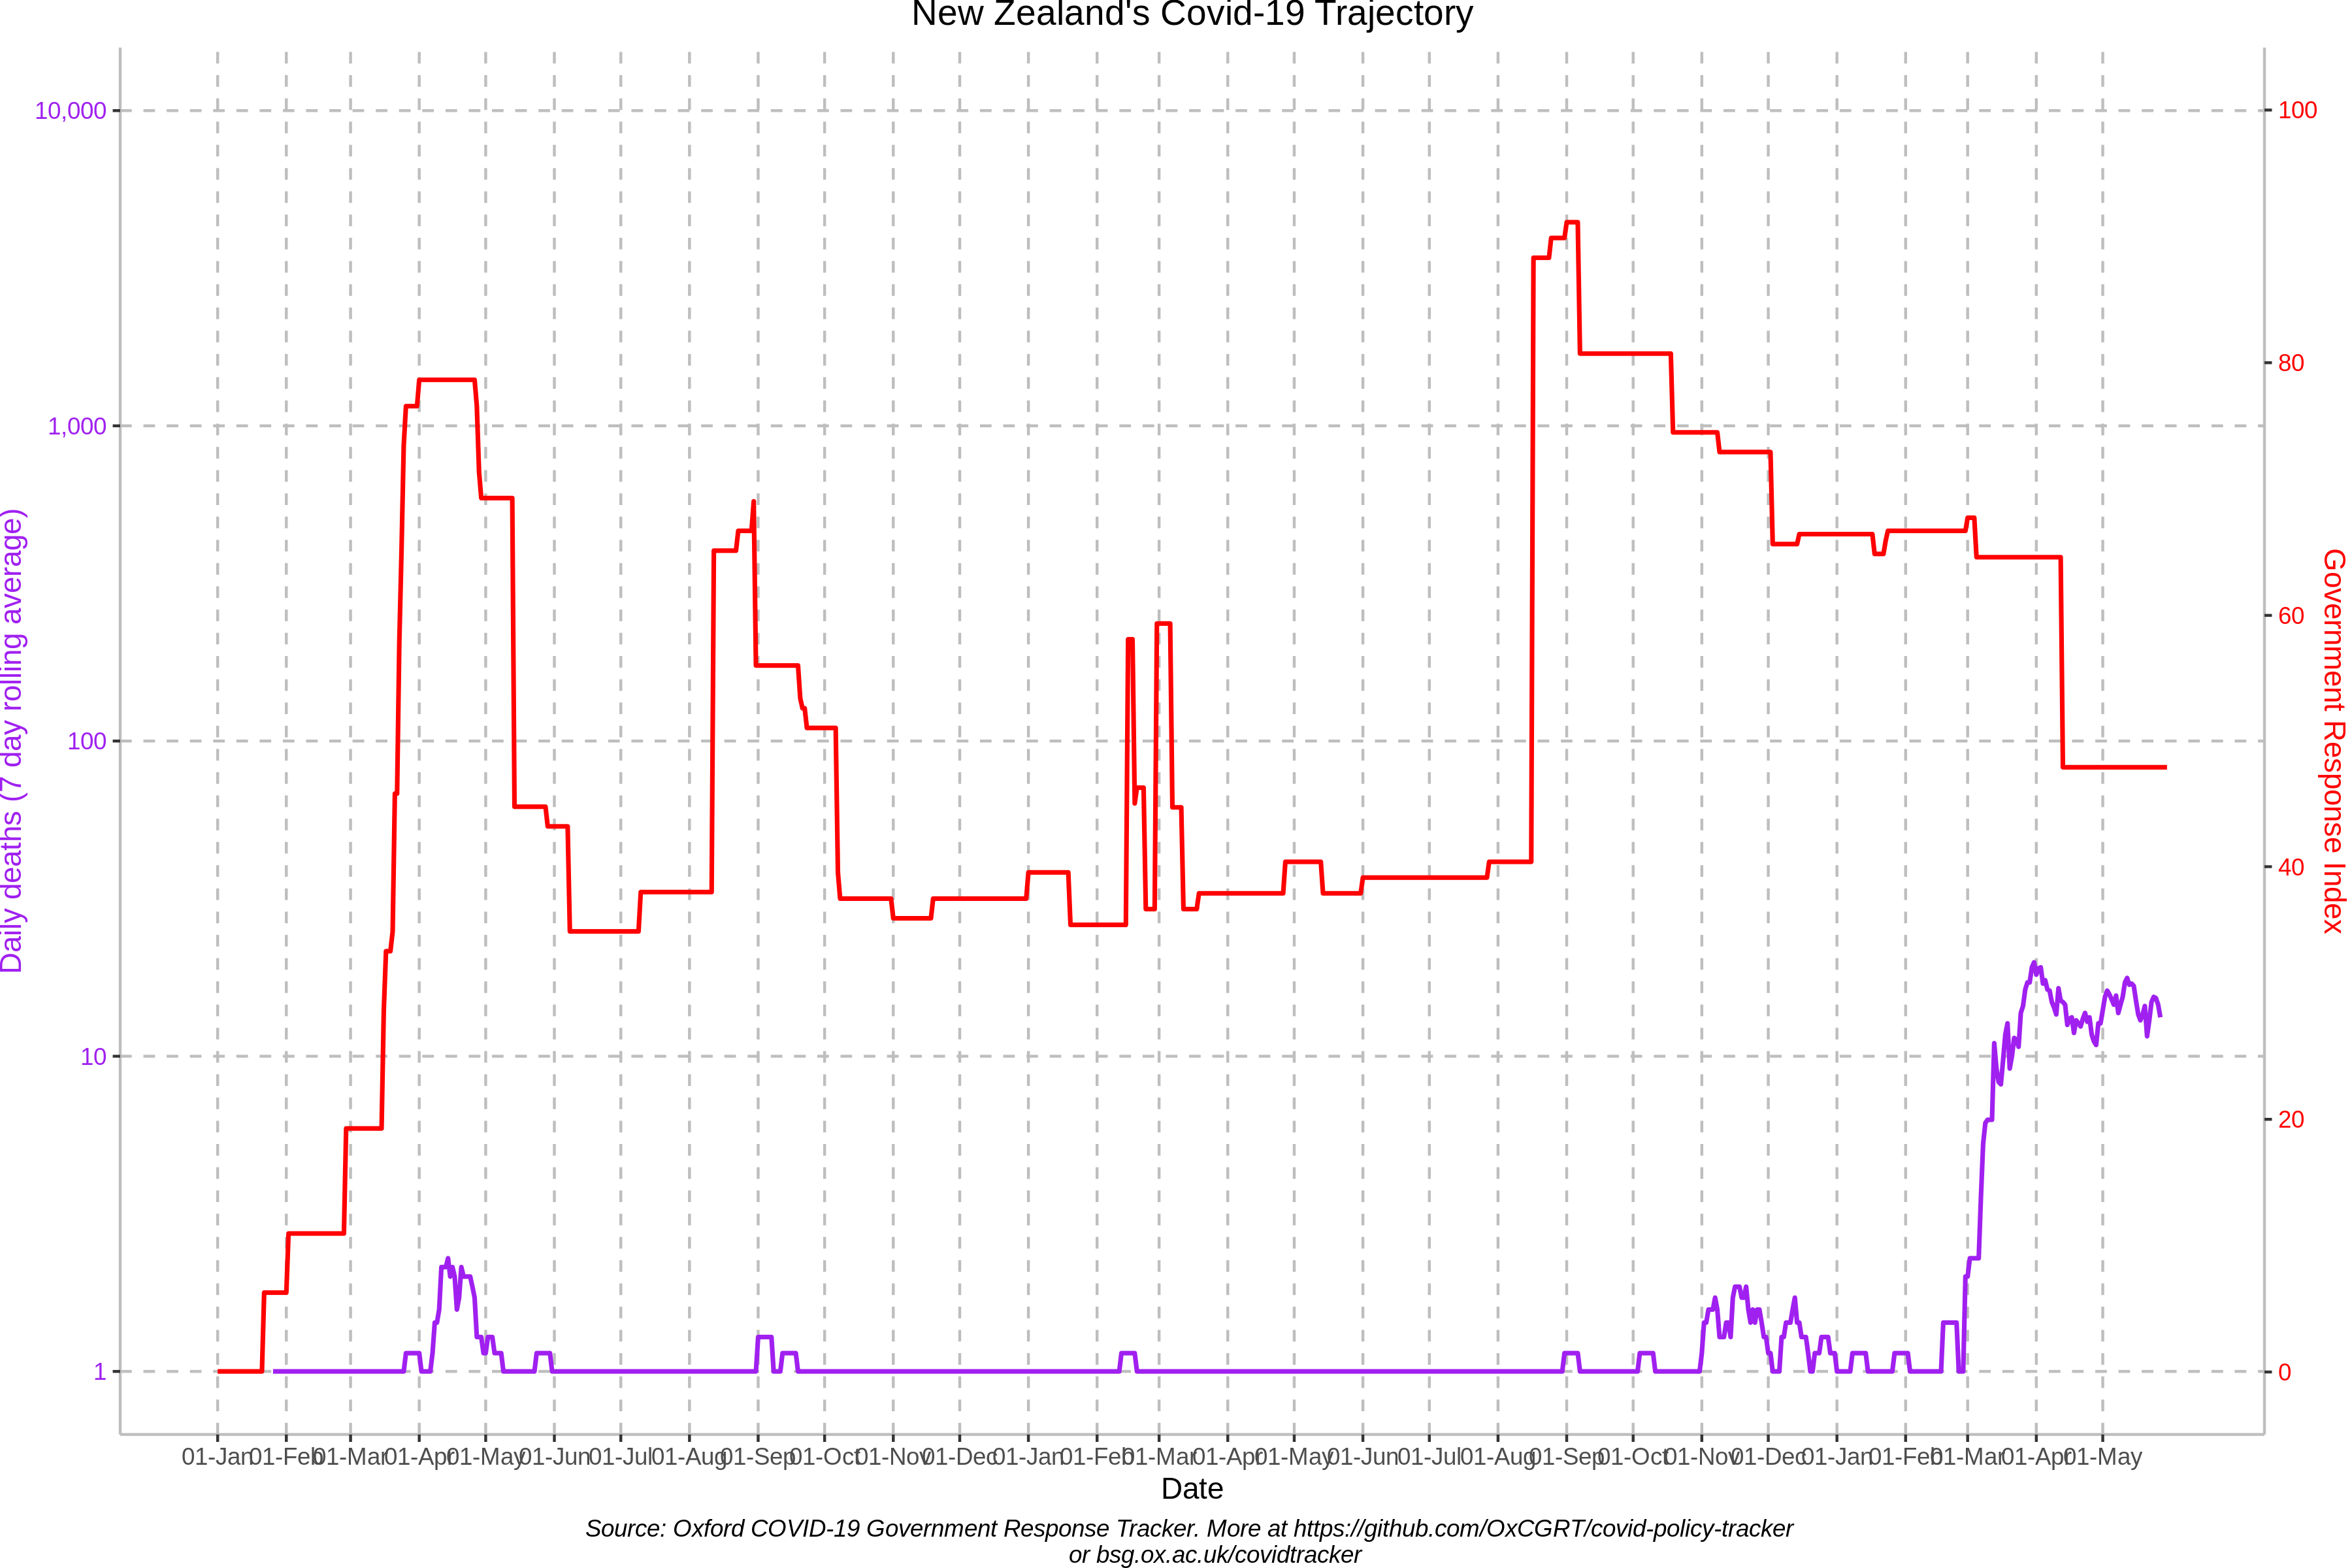 New Zealand's Covid-19 Trajectory
10,000
1,000
100
10
1
Daily deaths (7 day rolling average)
100
80
60
40
20
0
Government Response Index
01-Jan 01-Feb 01-Mar 01-Apr 01-May 01-Jun 01-Jul 01-Aug 01-Sep 01-Oct 01-Nov 01-Dec 01-Jan 01-Feb 01-Mar 01-Apr 01-May 01-Jun 01-Jul 01-Aug 01-Sep 01-Oct 01-Nov 01-Dec 01-Jan 01-Feb 01-Mar 01-Apr 01-May
Date
Source: Oxford COVID-19 Government Response Tracker. More at https://github.com/OxCGRT/covid-policy-tracker
or bsg.ox.ac.uk/covidtracker